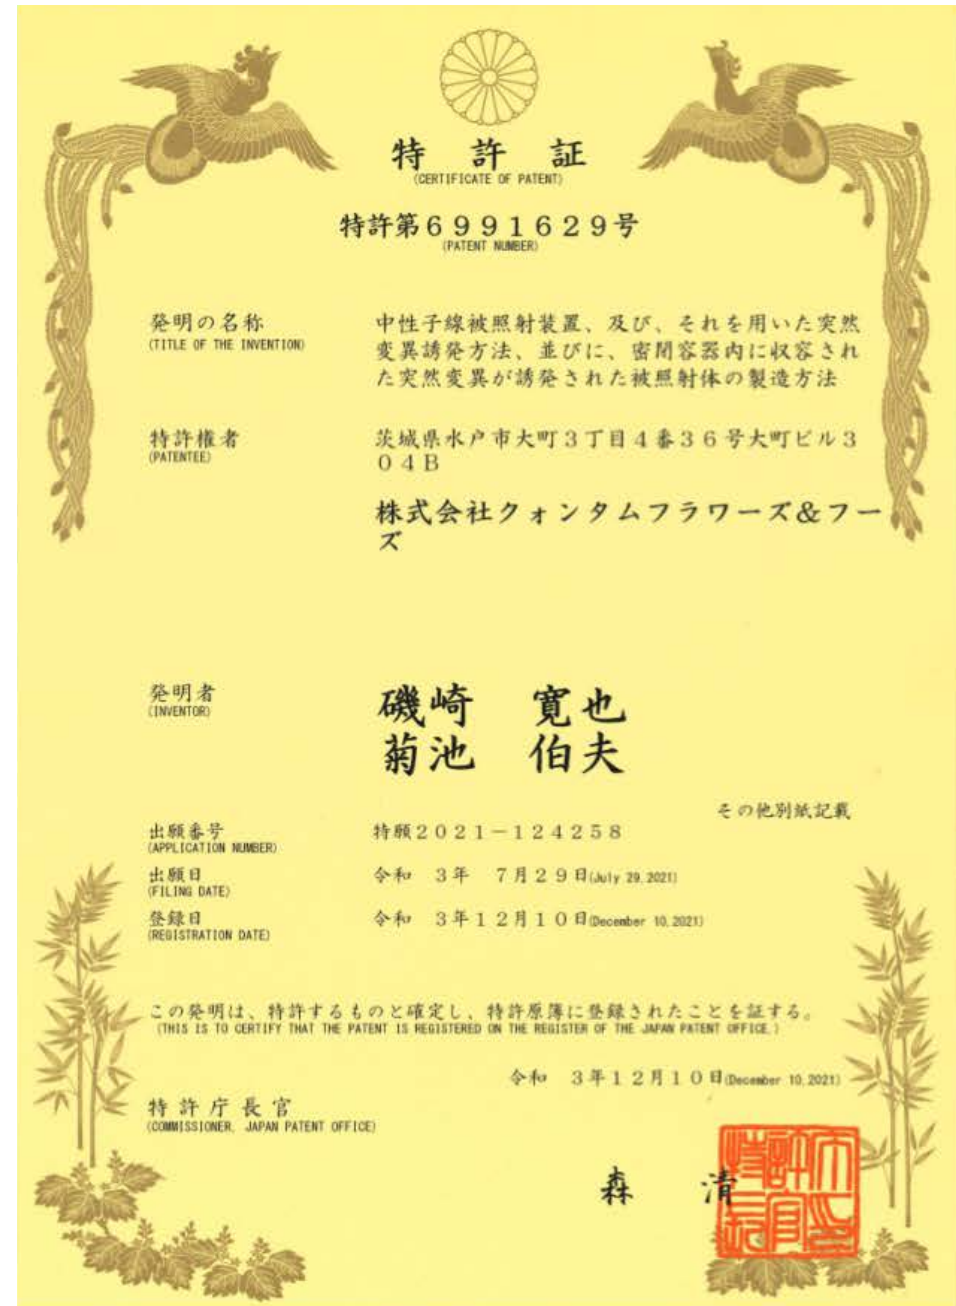 特許証
(CERTIFICATE OF PATENT)
特許第6991629号
(PATENT NUMBER)
発明の名称
(TITLE OF THE INVENTION)
中性子線被照射装置、及び、それを用いた突然
変異誘発方法、並びに、密閉容器内に収容され
た突然変異が誘発された被照射体の製造方法
特許権者
(PATENTEE)
茨城県水戸市大町3丁目4番36号大町ビル3
04B
株式会社クォンタムフラワーズ&フー
ズ
発明者
(INVENTOR)
磯崎 寛也
菊池 伯夫
その他別紙記載
出願番号
(APPLICATION NUMBER)
特願2021-124258
出願日
(FILING DATE)
令和 3年 7月29日(July 29,2021)
登録日
(REGISTRATION DATE)
令和 3年12月10日(December 10,2021)
この発明は、特許するものと確定し、特許原簿に登録されたことを証する。
(THIS IS TO CERTIFY THAT THE PATENT IS REGISTERED ON THE REGISTER OF THE JAPAN PATENT OFFICE.)
令和 3年12月10日(December 10,2021)
特許庁長官
(COMMISSIONER, JAPAN PATENT OFFICE)
森 清